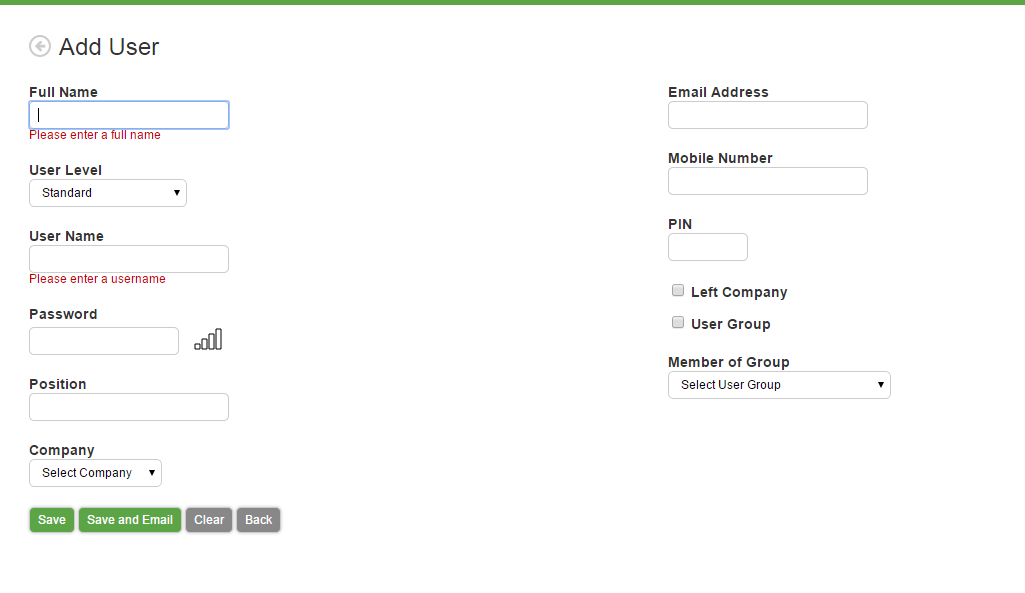 Add User
Full Name
Please enter a full name
User Level
Standard
User Name
Please enter a username
Password
Position
Company
Select Company
Save
Save and Email
Clear
Back
Email Address
Mobile Number
PIN
Left Company
User Group
Member of Group
Select User Group